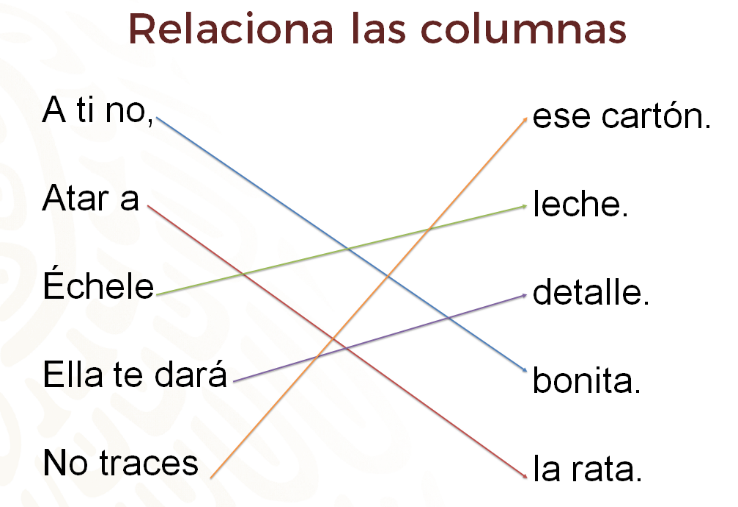 Relaciona las columnas
A ti no,
Atar a
Échele
Ella te dará
No traces
ese cartón.
leche.
detalle.
bonita.
la rata.